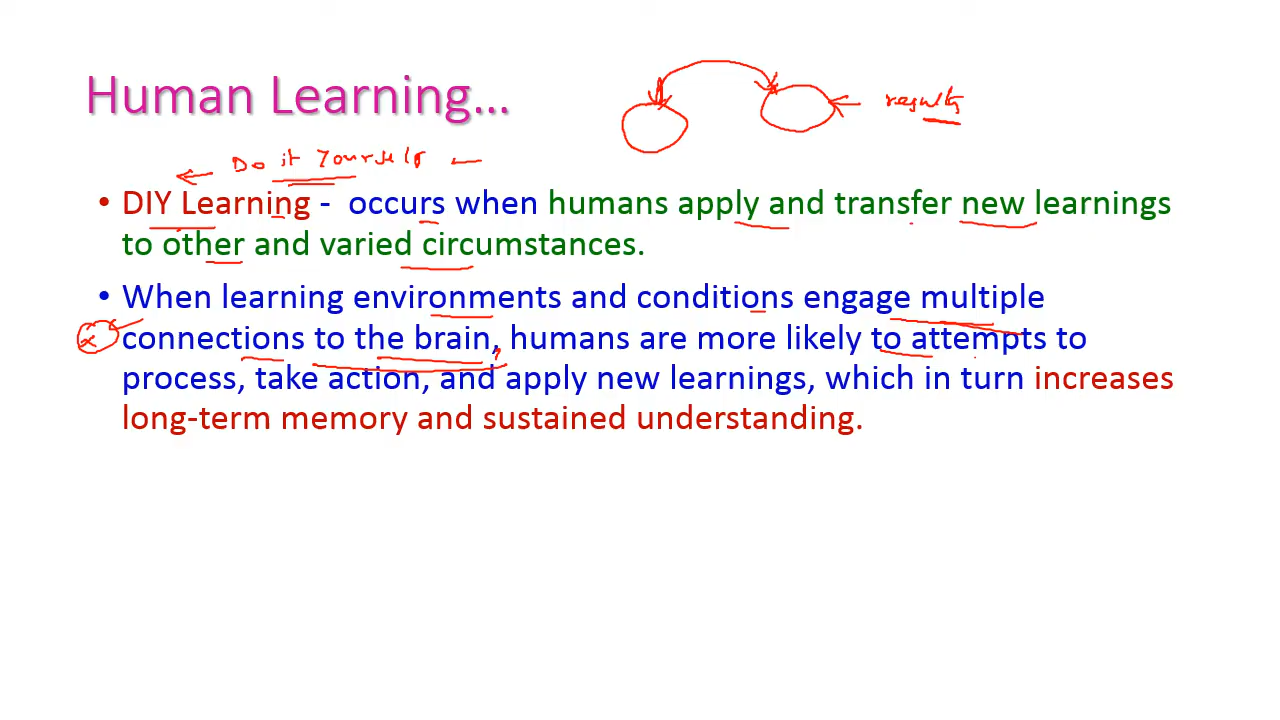 Human Learning...
results
Do it Yourself
• DIY Learning - occurs when humans apply and transfer new learnings
to other and varied circumstances.
• When learning environments and conditions engage multiple
connections to the brain, humans are more likely to attempts to
process, take action, and apply new learnings, which in turn increases
long-term memory and sustained understanding.